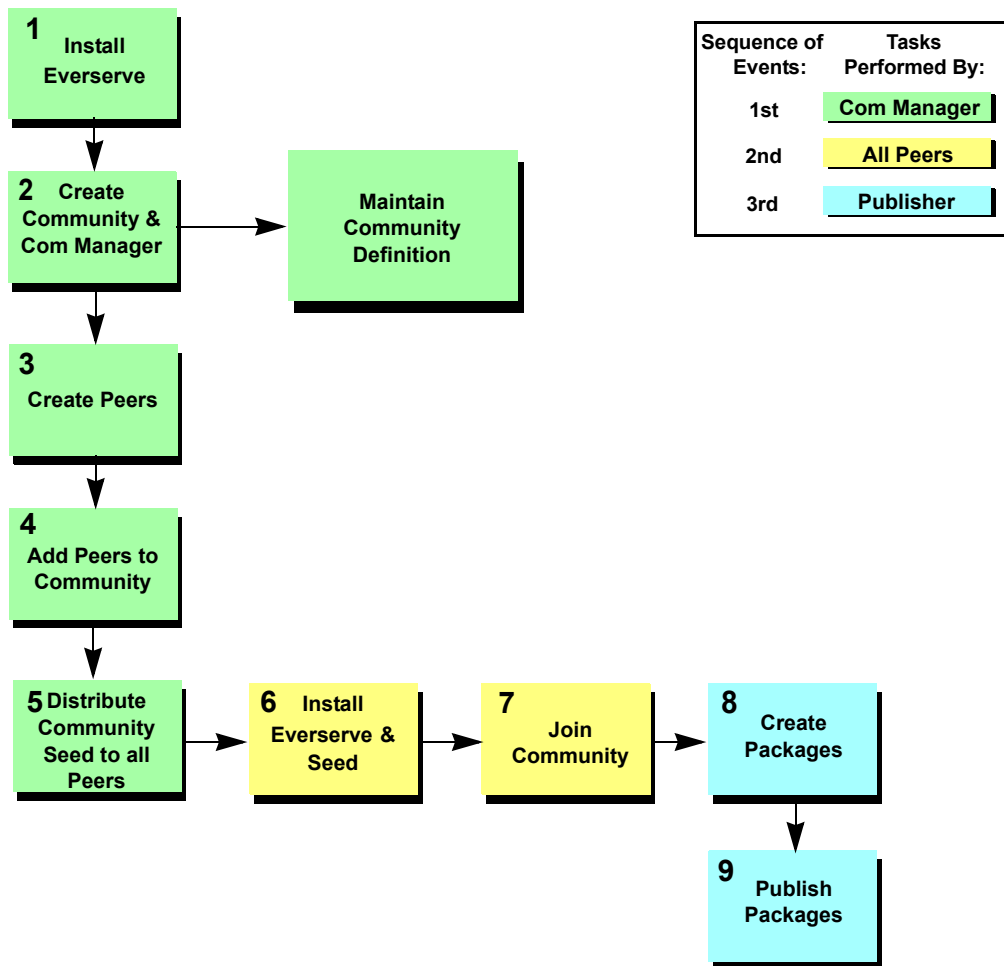 1
Install
Everserve
Sequence of Tasks
Events: Performed By:
1st Com Manager
2nd All Peers
3rd Publisher
2 Create
Community &
Com Manager
Maintain
Community
Definition
3
Create Peers
4
Add Peers to
Community
5 Distribute
Community
Seed to all
Peers
6 Install
Everserve &
Seed
7
Join
Community
8
Create
Packages
9
Publish
Packages